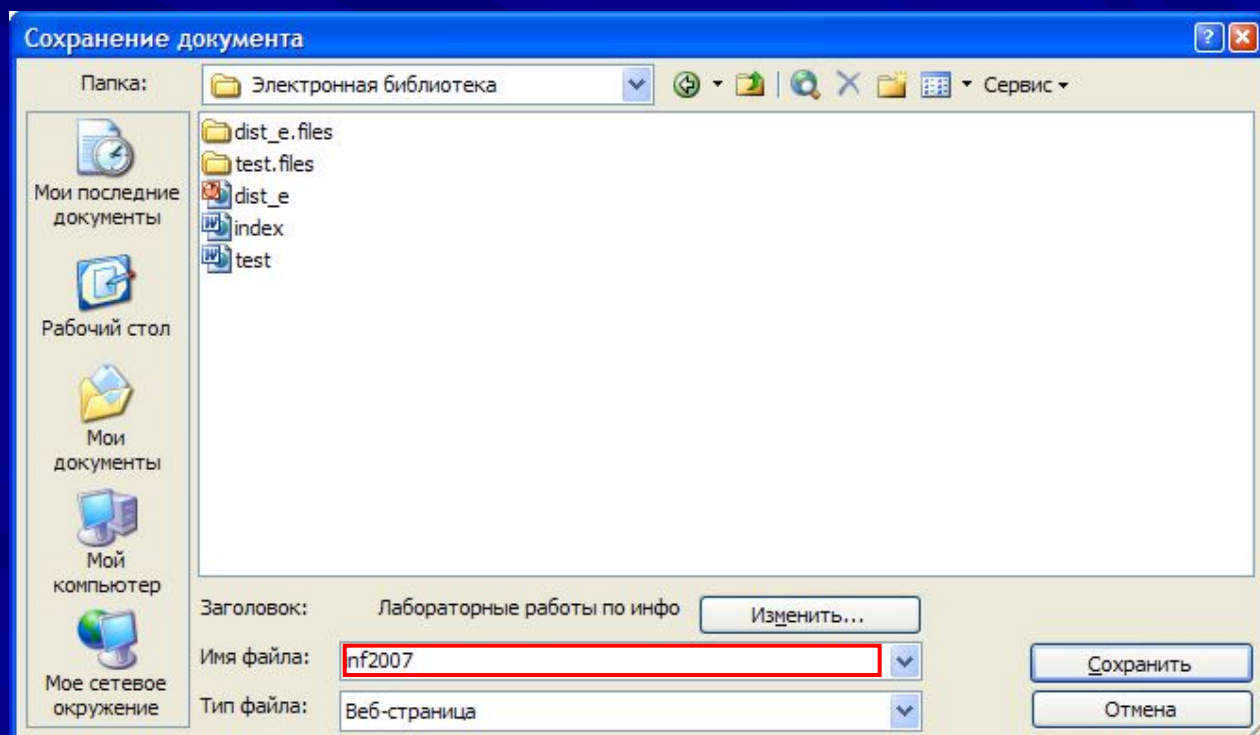 Сохранение документа
Папка:
Электронная библиотека
Сервис
dist_e.files
test.files
dist_e
index
test
Мои последние
документы
Рабочий стол
Мои
документы
Мой
компьютер
Мое сетевое
окружение
Заголовок:
Лабораторные работы по инфо
Изменить...
Имя файла:
nf2007
Сохранить
Тип файла:
Веб-страница
Отмена